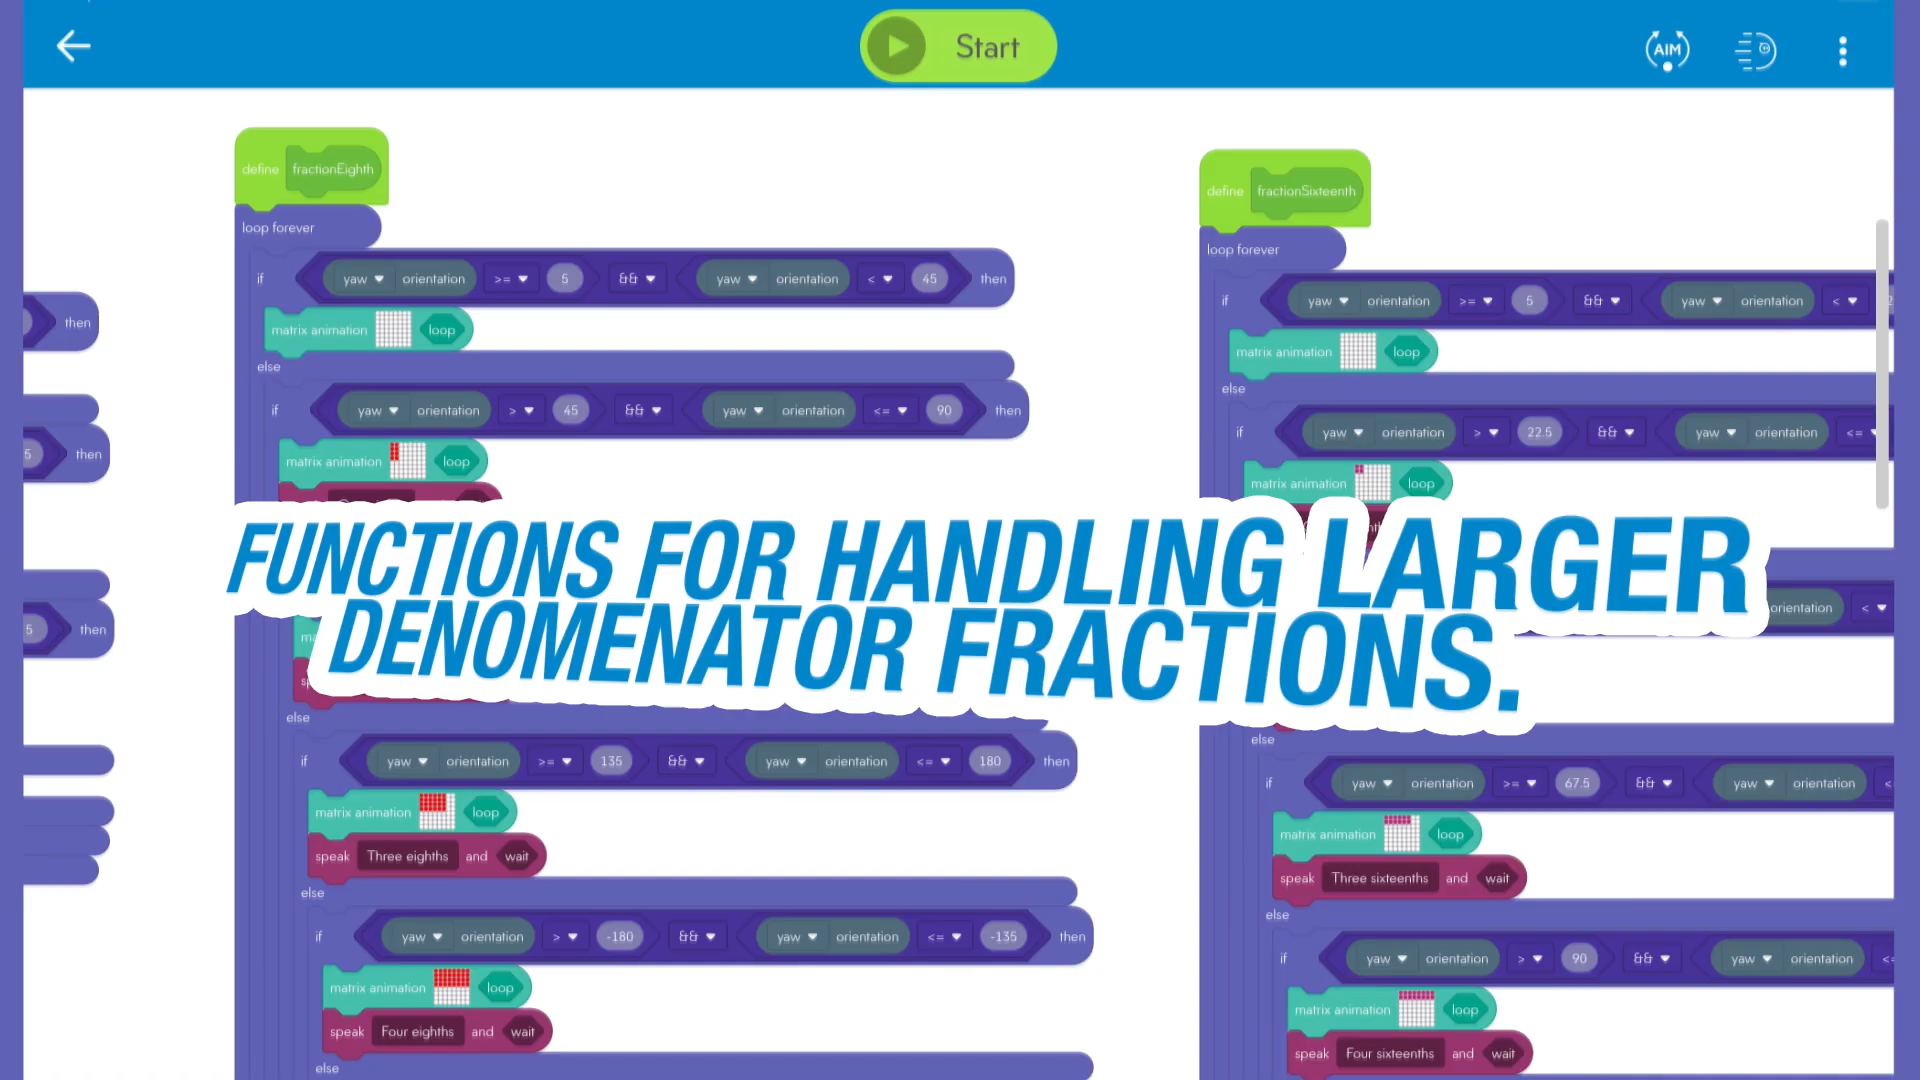 Start
AIM
define fractionEighth
loop forever
if yaw orientation >= 5 && yaw orientation < 45 then
matrix animation loop
else
if yaw orientation > 45 && yaw orientation <= 90 then
matrix animation loop
else
if yaw orientation >= 135 && yaw orientation <= 180 then
matrix animation loop
speak Three eighths and wait
else
if yaw orientation > -180 && yaw orientation <= -135 then
matrix animation loop
speak Four eighths and wait
else
define fractionSixteenth
loop forever
if yaw orientation >= 5 && yaw orientation <
matrix animation loop
else
if yaw orientation > 22.5 && yaw orientation <=
matrix animation loop
orientation <
else
if yaw orientation >= 67.5 && yaw orientation
matrix animation loop
speak Three sixteenths and wait
else
if yaw orientation > 90 && yaw orientation
matrix animation loop
speak Four sixteenths and wait
then
5 then
5 then
FUNCTIONS FOR HANDLING LARGER
DENOMENATOR FRACTIONS.